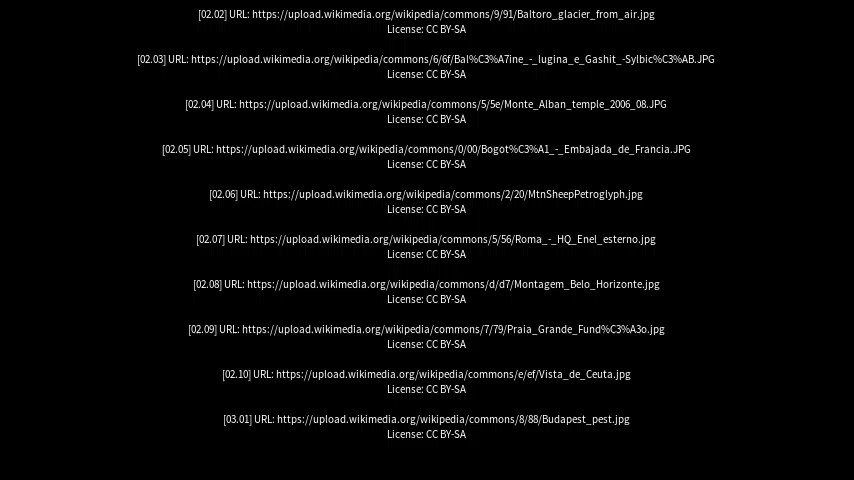 [02.02] URL: https://upload.wikimedia.org/wikipedia/commons/9/91/Baltoro_glacier_from_air.jpg
License: CC BY-SA
[02.03] URL: https://upload.wikimedia.org/wikipedia/commons/6/6f/Bal%C3%A7ine_-_lugina_e_Gashit_-Sylbic%C3%AB.JPG
License: CC BY-SA
[02.04] URL: https://upload.wikimedia.org/wikipedia/commons/5/5e/Monte_Alban_temple_2006_08.JPG
License: CC BY-SA
[02.05] URL: https://upload.wikimedia.org/wikipedia/commons/0/00/Bogot%C3%A1_-_Embajada_de_Francia.JPG
License: CC BY-SA
[02.06] URL: https://upload.wikimedia.org/wikipedia/commons/2/20/MtnSheepPetroglyph.jpg
License: CC BY-SA
[02.07] URL: https://upload.wikimedia.org/wikipedia/commons/5/56/Roma_-_HQ_Enel_esterno.jpg
License: CC BY-SA
[02.08] URL: https://upload.wikimedia.org/wikipedia/commons/d/d7/Montagem_Belo_Horizonte.jpg
License: CC BY-SA
[02.09] URL: https://upload.wikimedia.org/wikipedia/commons/7/79/Praia_Grande_Fund%C3%A3o.jpg
License: CC BY-SA
[02.10] URL: https://upload.wikimedia.org/wikipedia/commons/e/ef/Vista_de_Ceuta.jpg
License: CC BY-SA
[03.01] URL: https://upload.wikimedia.org/wikipedia/commons/8/88/Budapest_pest.jpg
License: CC BY-SA